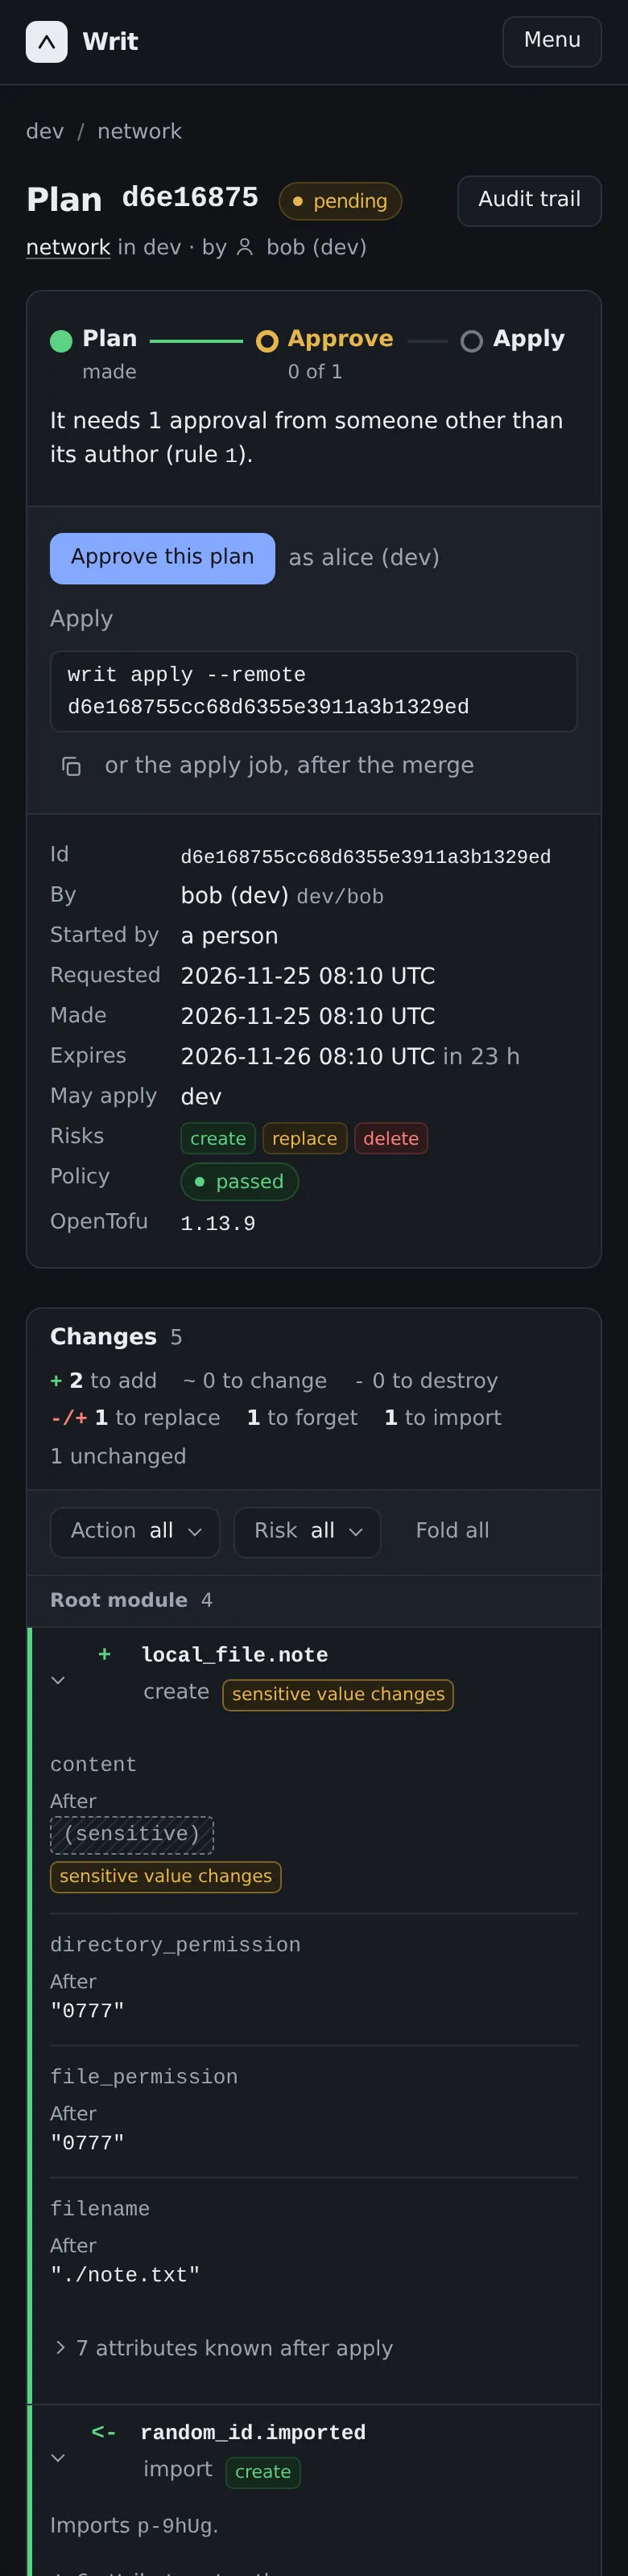 Writ
Menu
dev / network
Plan d6e16875 pending
Audit trail
network in dev · by bob (dev)
Plan Approve Apply
made 0 of 1
It needs 1 approval from someone other than
its author (rule 1).
Approve this plan as alice (dev)
Apply
writ apply --remote
d6e168755cc68d6355e3911a3b1329ed
or the apply job, after the merge
Id d6e168755cc68d6355e3911a3b1329ed
By bob (dev) dev/bob
Started by a person
Requested 2026-11-25 08:10 UTC
Made 2026-11-25 08:10 UTC
Expires 2026-11-26 08:10 UTC in 23 h
May apply dev
Risks create replace delete
Policy passed
OpenTofu 1.13.9
Changes 5
+ 2 to add ~ 0 to change - 0 to destroy
-/+ 1 to replace 1 to forget 1 to import
1 unchanged
Action all Risk all Fold all
Root module 4
+ local_file.note
create sensitive value changes
content
After
(sensitive)
sensitive value changes
directory_permission
After
"0777"
file_permission
After
"0777"
filename
After
"./note.txt"
7 attributes known after apply
<- random_id.imported
import create
Imports p-9hUg.